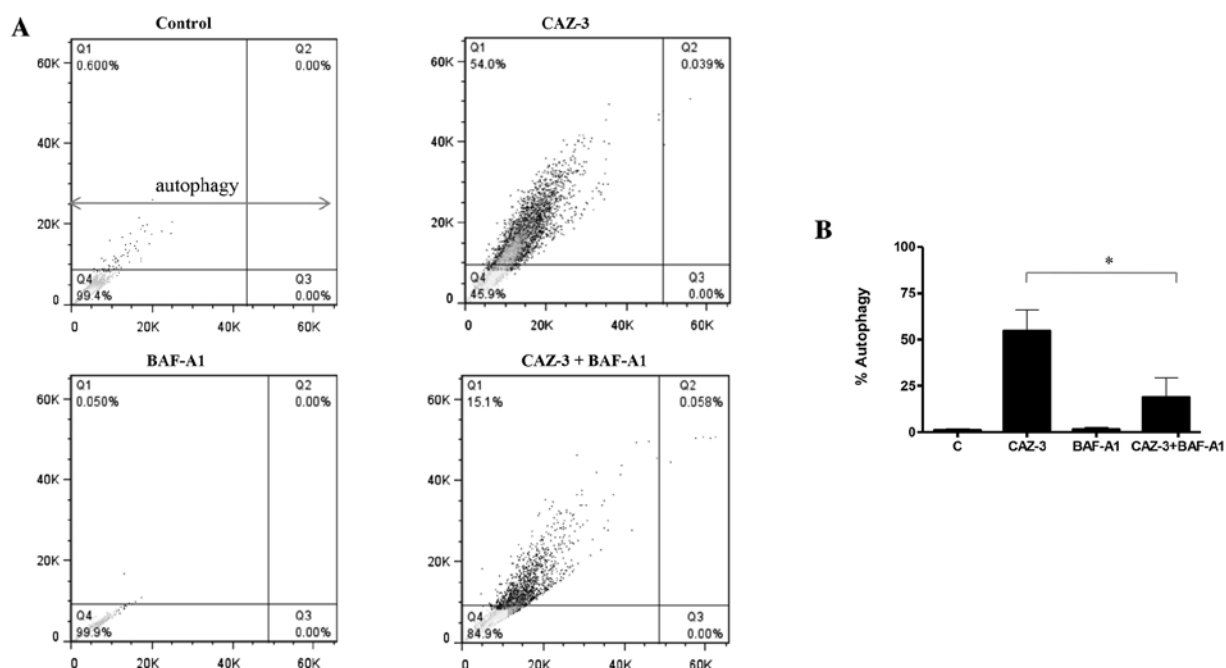 A
Control
Q1
0.600%
Q2
0.00%
60K
40K
autophagy
20K
Q4
99.4%
Q3
0.00%
0
0
20K
40K
60K
CAZ-3
Q1
54.0%
Q2
0.039%
60K
40K
20K
Q4
45.9%
Q3
0.00%
0
0
20K
40K
60K
BAF-A1
Q1
0.050%
Q2
0.00%
60K
40K
20K
Q4
99.9%
Q3
0.00%
0
0
20K
40K
60K
CAZ-3 + BAF-A1
Q1
15.1%
Q2
0.058%
60K
40K
20K
Q4
84.9%
Q3
0.00%
0
0
20K
40K
60K
B
% Autophagy
100
75
50
25
0
*
C
CAZ-3
BAF-A1
CAZ-3+BAF-A1